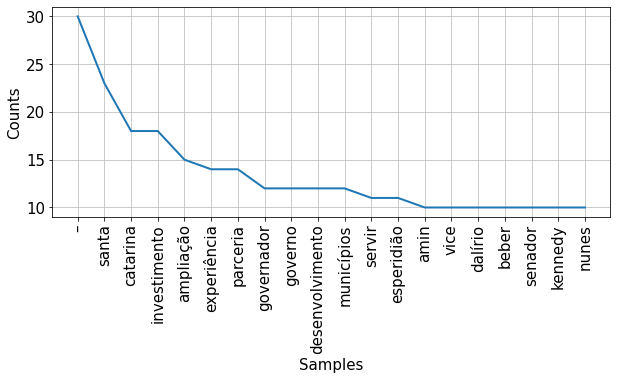 Counts
30
25
20
15
10
–
santa
catarina
investimento
ampliação
experiência
parceria
governador
governo
desenvolvimento
municípios
servir
esperidião
amin
vice
dalírio
beber
senador
kennedy
nunes
Samples